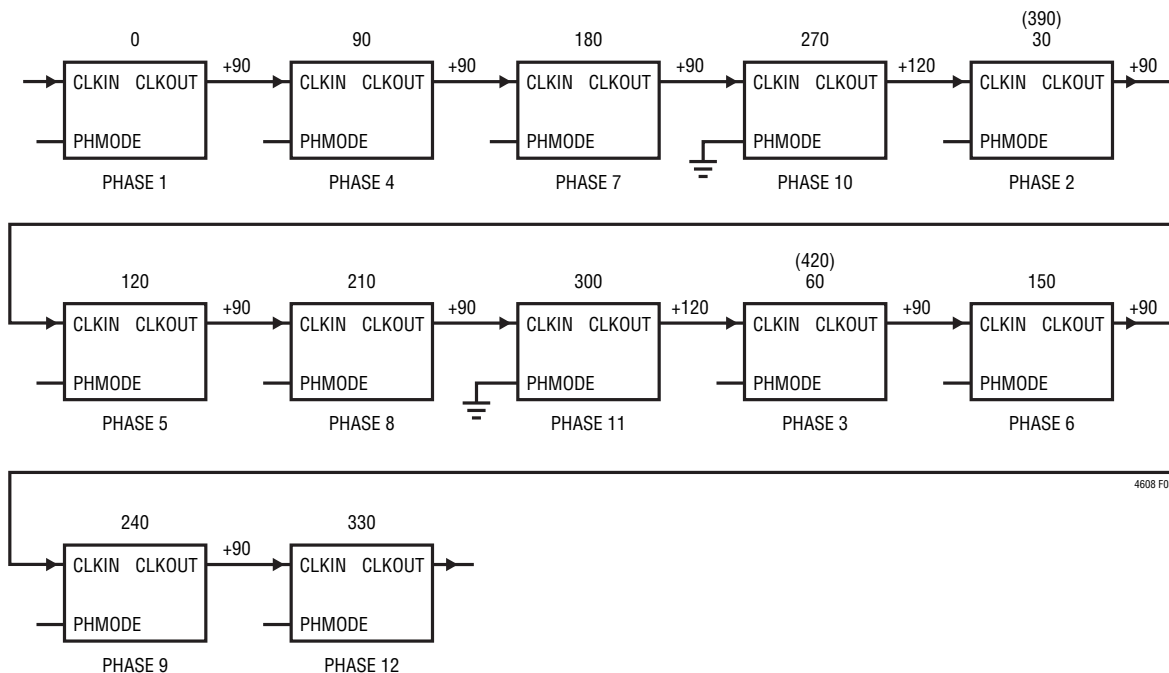 (390)
0 90 180 270 30
CLKIN CLKOUT +90 CLKIN CLKOUT +90 CLKIN CLKOUT +90 CLKIN CLKOUT +120 CLKIN CLKOUT +90
PHMODE PHMODE PHMODE PHMODE PHMODE
PHASE 1 PHASE 4 PHASE 7 PHASE 10 PHASE 2
(420)
120 210 300 60 150
CLKIN CLKOUT +90 CLKIN CLKOUT +90 CLKIN CLKOUT +120 CLKIN CLKOUT +90 CLKIN CLKOUT +90
PHMODE PHMODE PHMODE PHMODE PHMODE
PHASE 5 PHASE 8 PHASE 11 PHASE 3 PHASE 6
4608 F0
240 330
CLKIN CLKOUT +90 CLKIN CLKOUT
PHMODE PHMODE
PHASE 9 PHASE 12